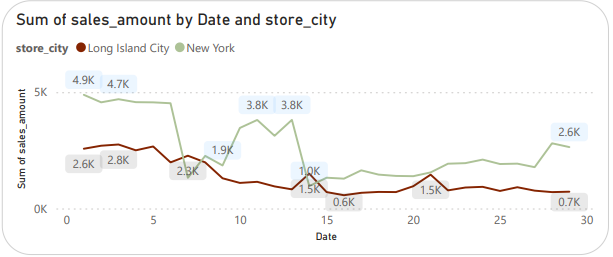 Sum of sales_amount by Date and store_city
store_city Long Island City New York
4.9K 4.7K 3.8K 3.8K 1.9K 1.0K 2.6K
2.6K 2.8K 2.3K 1.5K 0.6K 1.5K 0.7K
5K
0K
Sum of sales_amount
0 5 10 15 20 25 30
Date